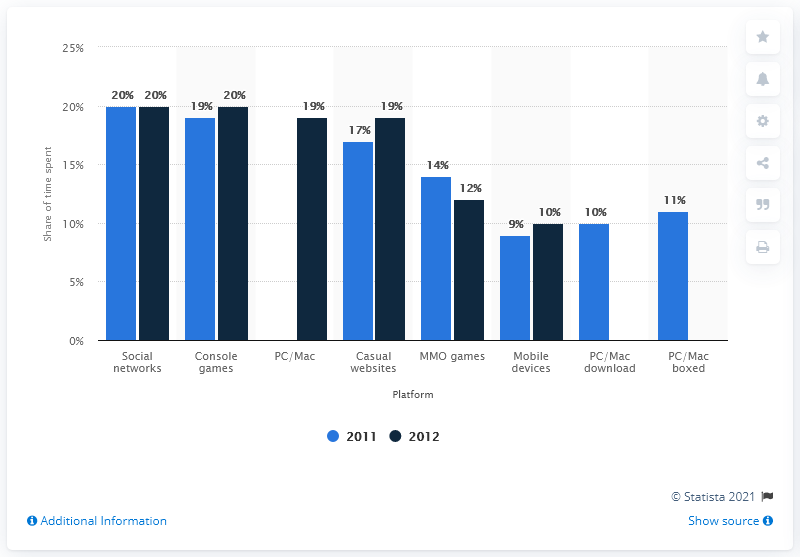 25%
20%
15%
10%
5%
0%
Share of time spent
20% 20%
19% 20%
19%
17% 19%
14% 12%
9% 10%
10%
11%
Social networks
Console games
PC/Mac
Casual websites
MMO games
Mobile devices
PC/Mac download
PC/Mac boxed
Platform
2011 2012
© Statista 2021
Additional Information
Show source